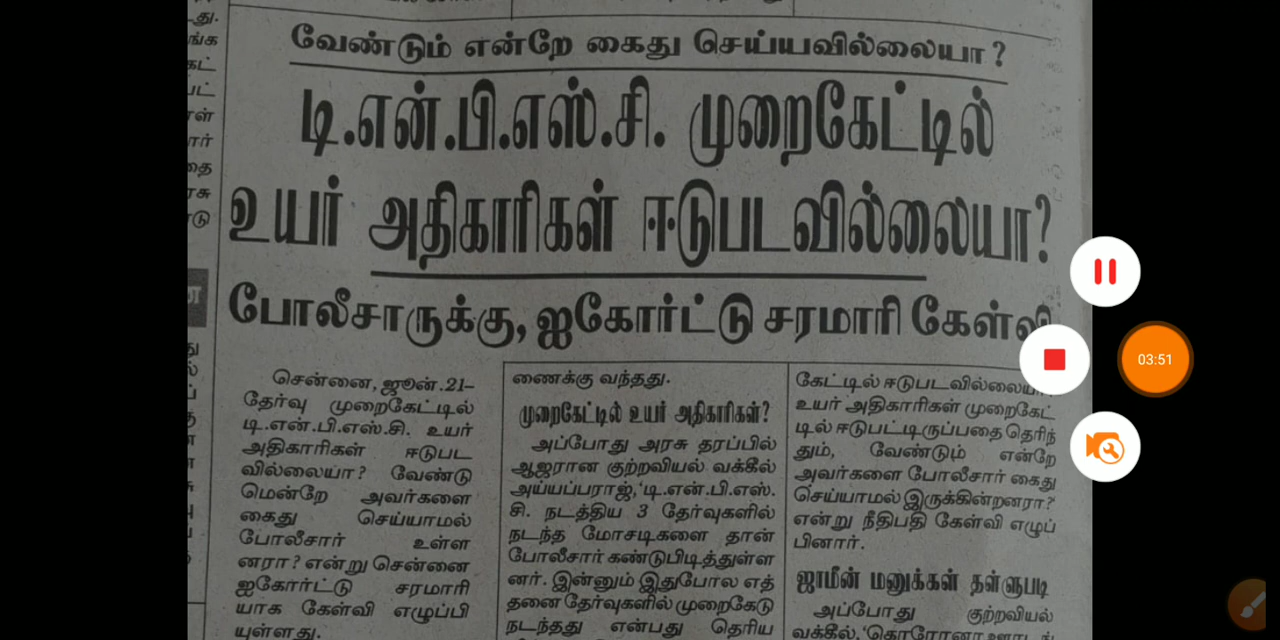 வேண்டும் என்றே கைது செய்யவில்லையா?
டி.என்.பி.எஸ்.சி. முறைகேட்டில்
உயர் அதிகாரிகள் ஈடுபடவில்லையா?
போலீசாருக்கு, ஐகோர்ட்டு சரமாரி கேள்வி
சென்னை, ஜூன்.21–
தேர்வு முறைகேட்டில்
டி.என்.பி.எஸ்.சி. உயர்
அதிகாரிகள் ஈடுபட
வில்லையா? வேண்டு
மென்றே அவர்களை
கைது செய்யாமல்
போலீசார் உள்ள
னரா? என்று சென்னை
ஐகோர்ட்டு சரமாரி
யாக கேள்வி எழுப்பி
யுள்ளது.
ணைக்கு வந்தது.
முறைகேட்டில் உயர் அதிகாரிகள்?
அப்போது அரசு தரப்பில்
ஆஜரான குற்றவியல் வக்கீல்
அய்யப்பராஜ், 'டி.என்.பி.எஸ்.
சி. நடத்திய 3 தேர்வுகளில்
நடந்த மோசடிகளை தான்
போலீசார் கண்டுபிடித்துள்ள
னர். இன்னும் இதுபோல எத்
தனை தேர்வுகளில் முறைகேடு
நடந்தது என்பது தெரிய
கேட்டில்
உயர் அதிகாரிகள் முறைகேட்
டில் ஈடுபட்டிருப்பதை தெரிந்
தும், வேண்டும் என்றே
அவர்களை போலீசார் கைது
செய்யாமல் இருக்கின்றனரா?
என்று நீதிபதி கேள்வி எழுப்
பினார்.
ஜாமீன் மனுக்கள் தள்ளுபடி
அப்போது குற்றவியல்
வக்கீல்,
03:51